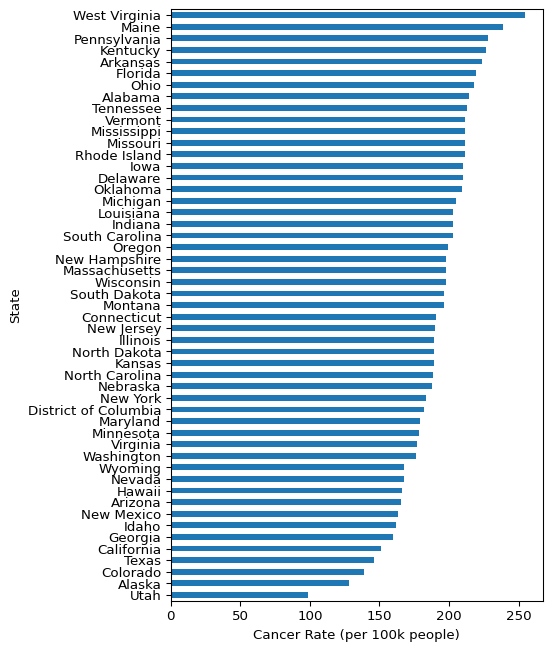 West Virginia
Maine
Pennsylvania
Kentucky
Arkansas
Florida
Ohio
Alabama
Tennessee
Vermont
Mississippi
Missouri
Rhode Island
Iowa
Delaware
Oklahoma
Michigan
Louisiana
Indiana
South Carolina
Oregon
New Hampshire
Massachusetts
Wisconsin
South Dakota
Montana
Connecticut
New Jersey
Illinois
North Dakota
Kansas
North Carolina
Nebraska
New York
District of Columbia
Maryland
Minnesota
Virginia
Washington
Wyoming
Nevada
Hawaii
Arizona
New Mexico
Idaho
Georgia
California
Texas
Colorado
Alaska
Utah
State
0 50 100 150 200 250
Cancer Rate (per 100k people)